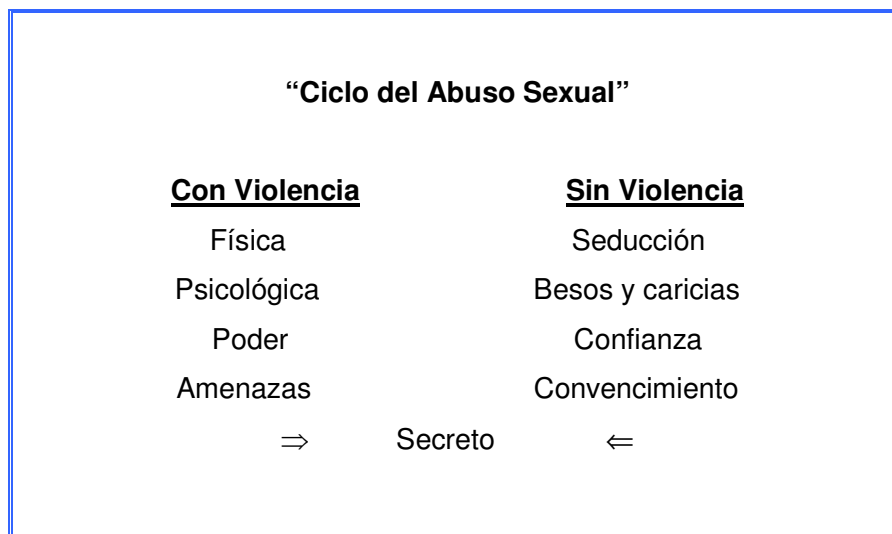 “Ciclo del Abuso Sexual”
Con Violencia Sin Violencia
Física Seducción
Psicológica Besos y caricias
Poder Confianza
Amenazas Convencimiento
⇒ Secreto ⇐